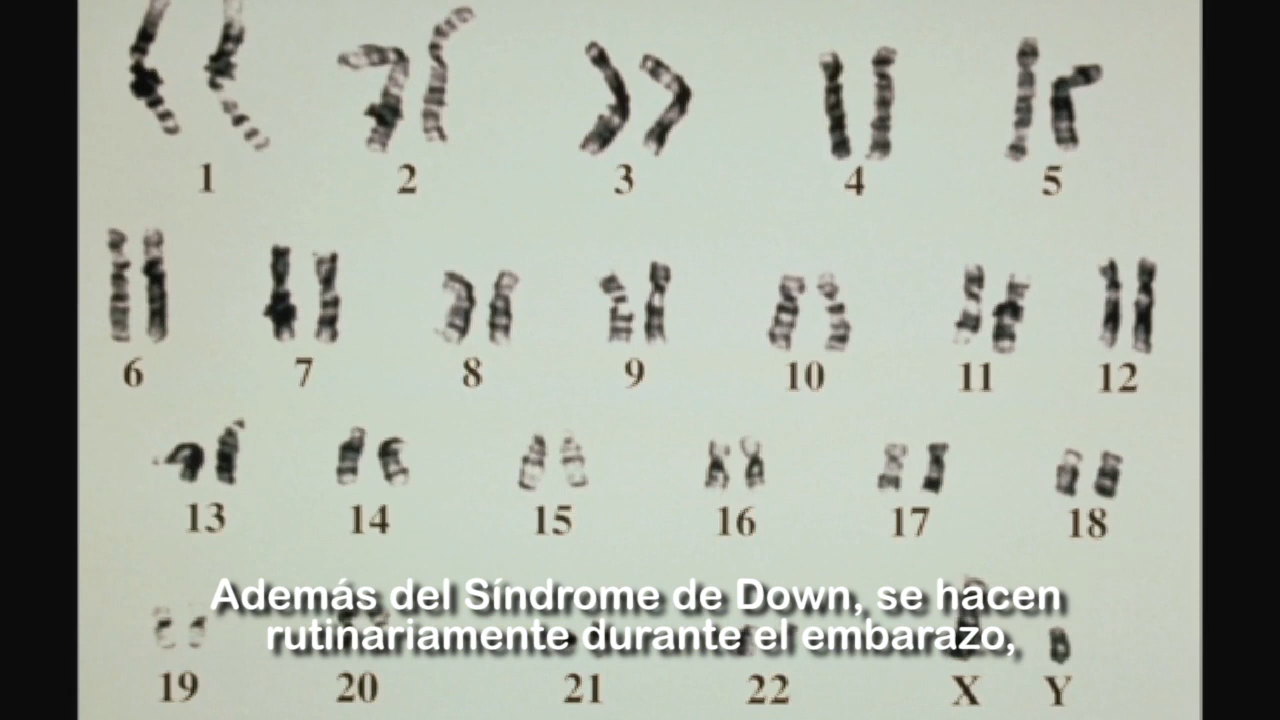 1 2 3 4 5
6 7 8 9 10 11 12
13 14 15 16 17 18
Además del Síndrome de Down, se hacen
rutinariamente durante el embarazo,
19 20 21 22 X Y